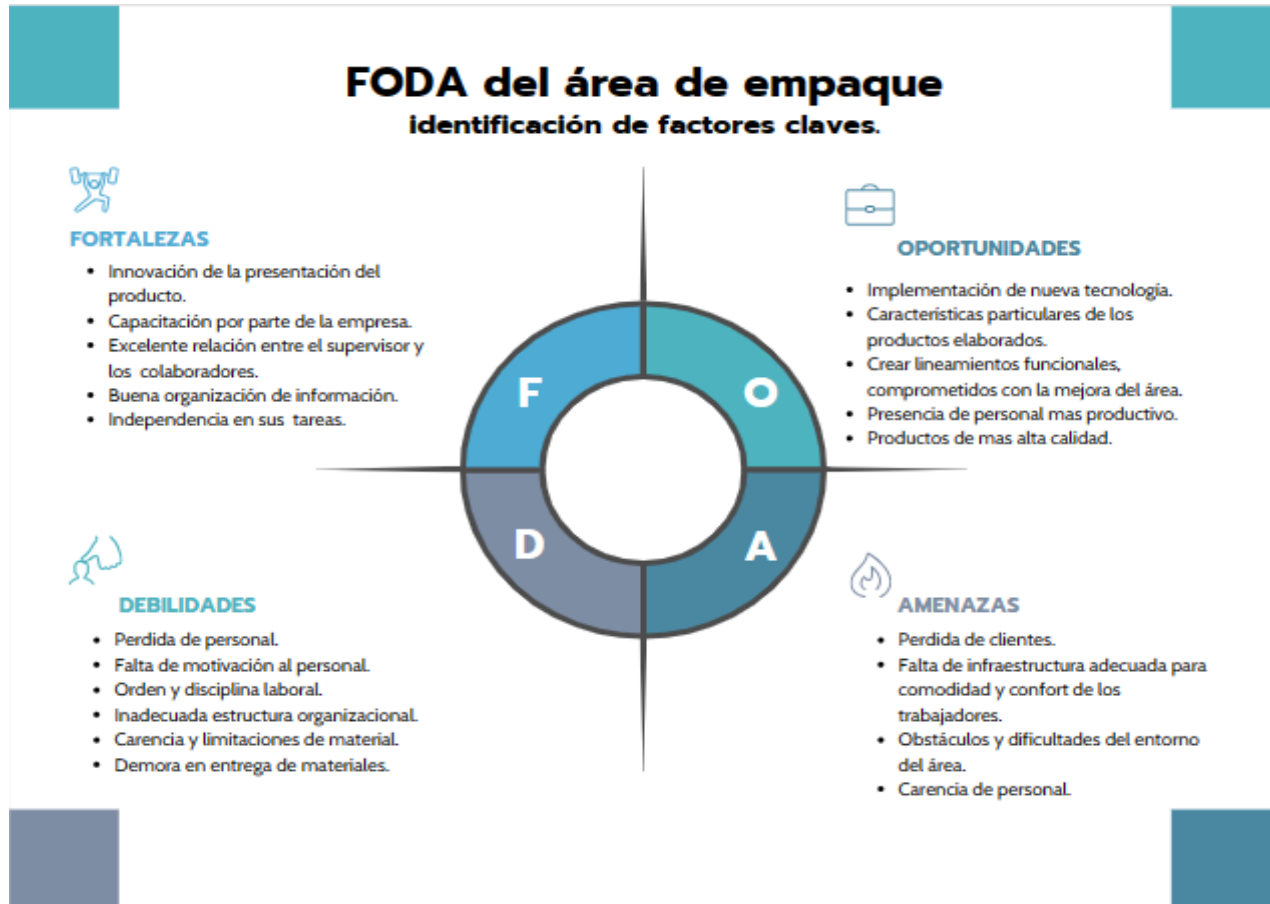 FODA del área de empaque
identificación de factores claves.
FORTALEZAS
• Innovación de la presentación del
producto.
• Capacitación por parte de la empresa.
• Excelente relación entre el supervisor y
los colaboradores.
• Buena organización de información.
• Independencia en sus tareas.
OPORTUNIDADES
• Implementación de nueva tecnología.
• Características particulares de los
productos elaborados.
• Crear lineamientos funcionales,
comprometidos con la mejora del área.
• Presencia de personal mas productivo.
• Productos de mas alta calidad.
F
O
D
A
DEBILIDADES
• Perdida de personal.
• Falta de motivación al personal.
• Orden y disciplina laboral.
• Inadecuada estructura organizacional.
• Carencia y limitaciones de material.
• Demora en entrega de materiales.
AMENAZAS
• Perdida de clientes.
• Falta de infraestructura adecuada para
comodidad y confort de los
trabajadores.
• Obstáculos y dificultades del entorno
del área.
• Carencia de personal.